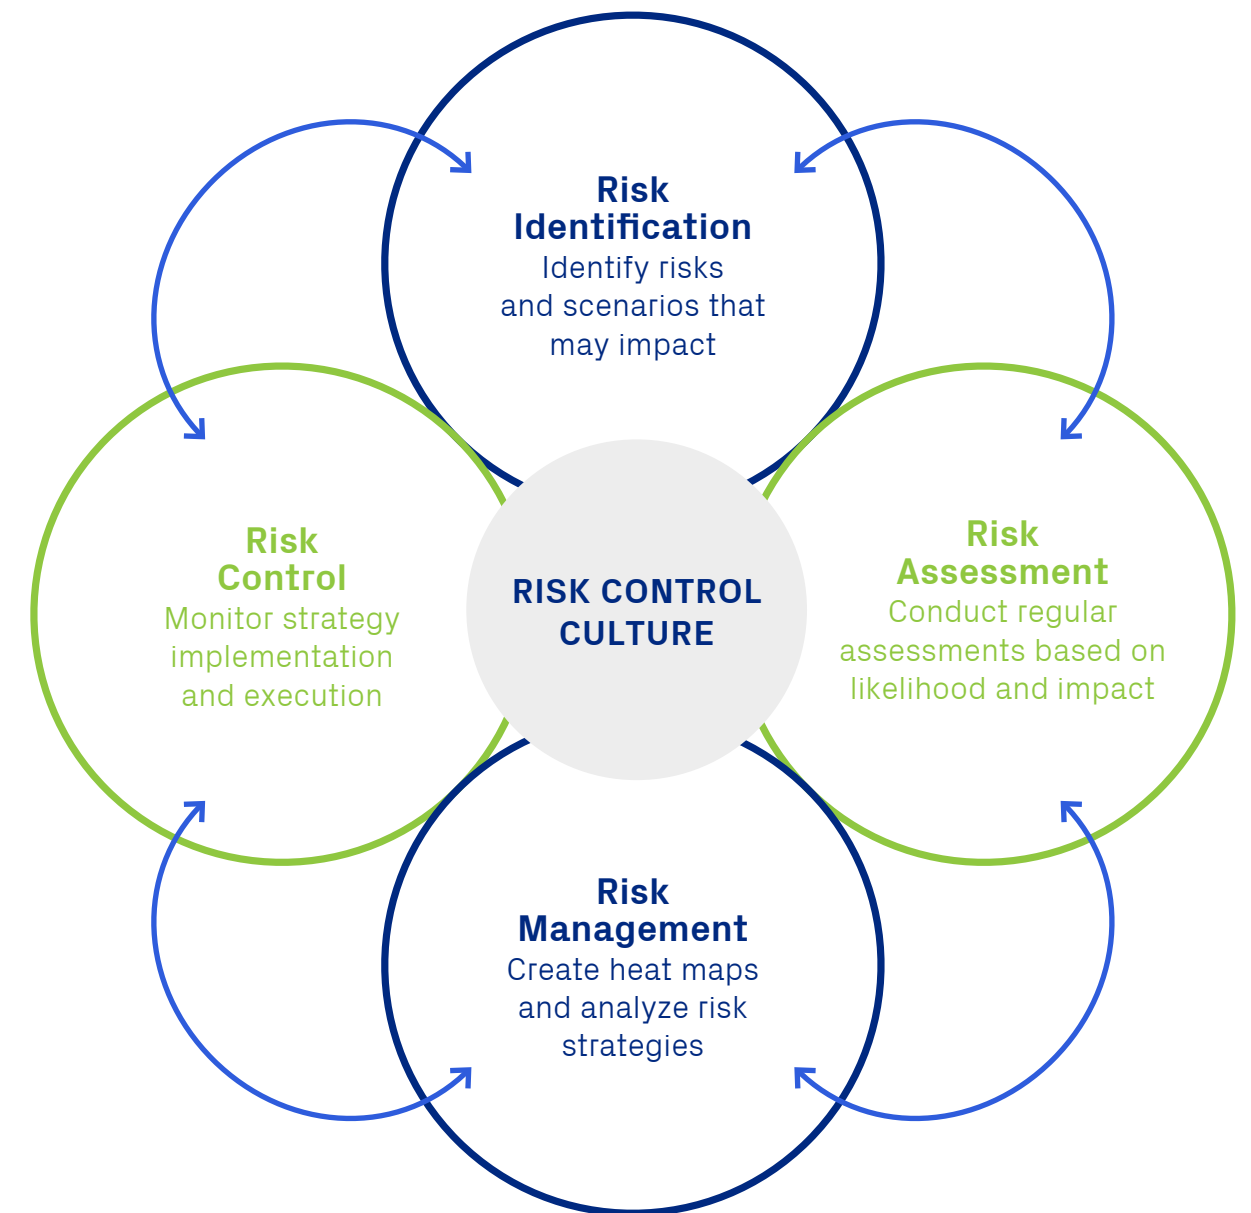 Risk
Identification
Identify risks
and scenarios that
may impact
Risk
Control
Monitor strategy
implementation
and execution
RISK CONTROL
CULTURE
Risk
Assessment
Conduct regular
assessments based on
likelihood and impact
Risk
Management
Create heat maps
and analyze risk
strategies